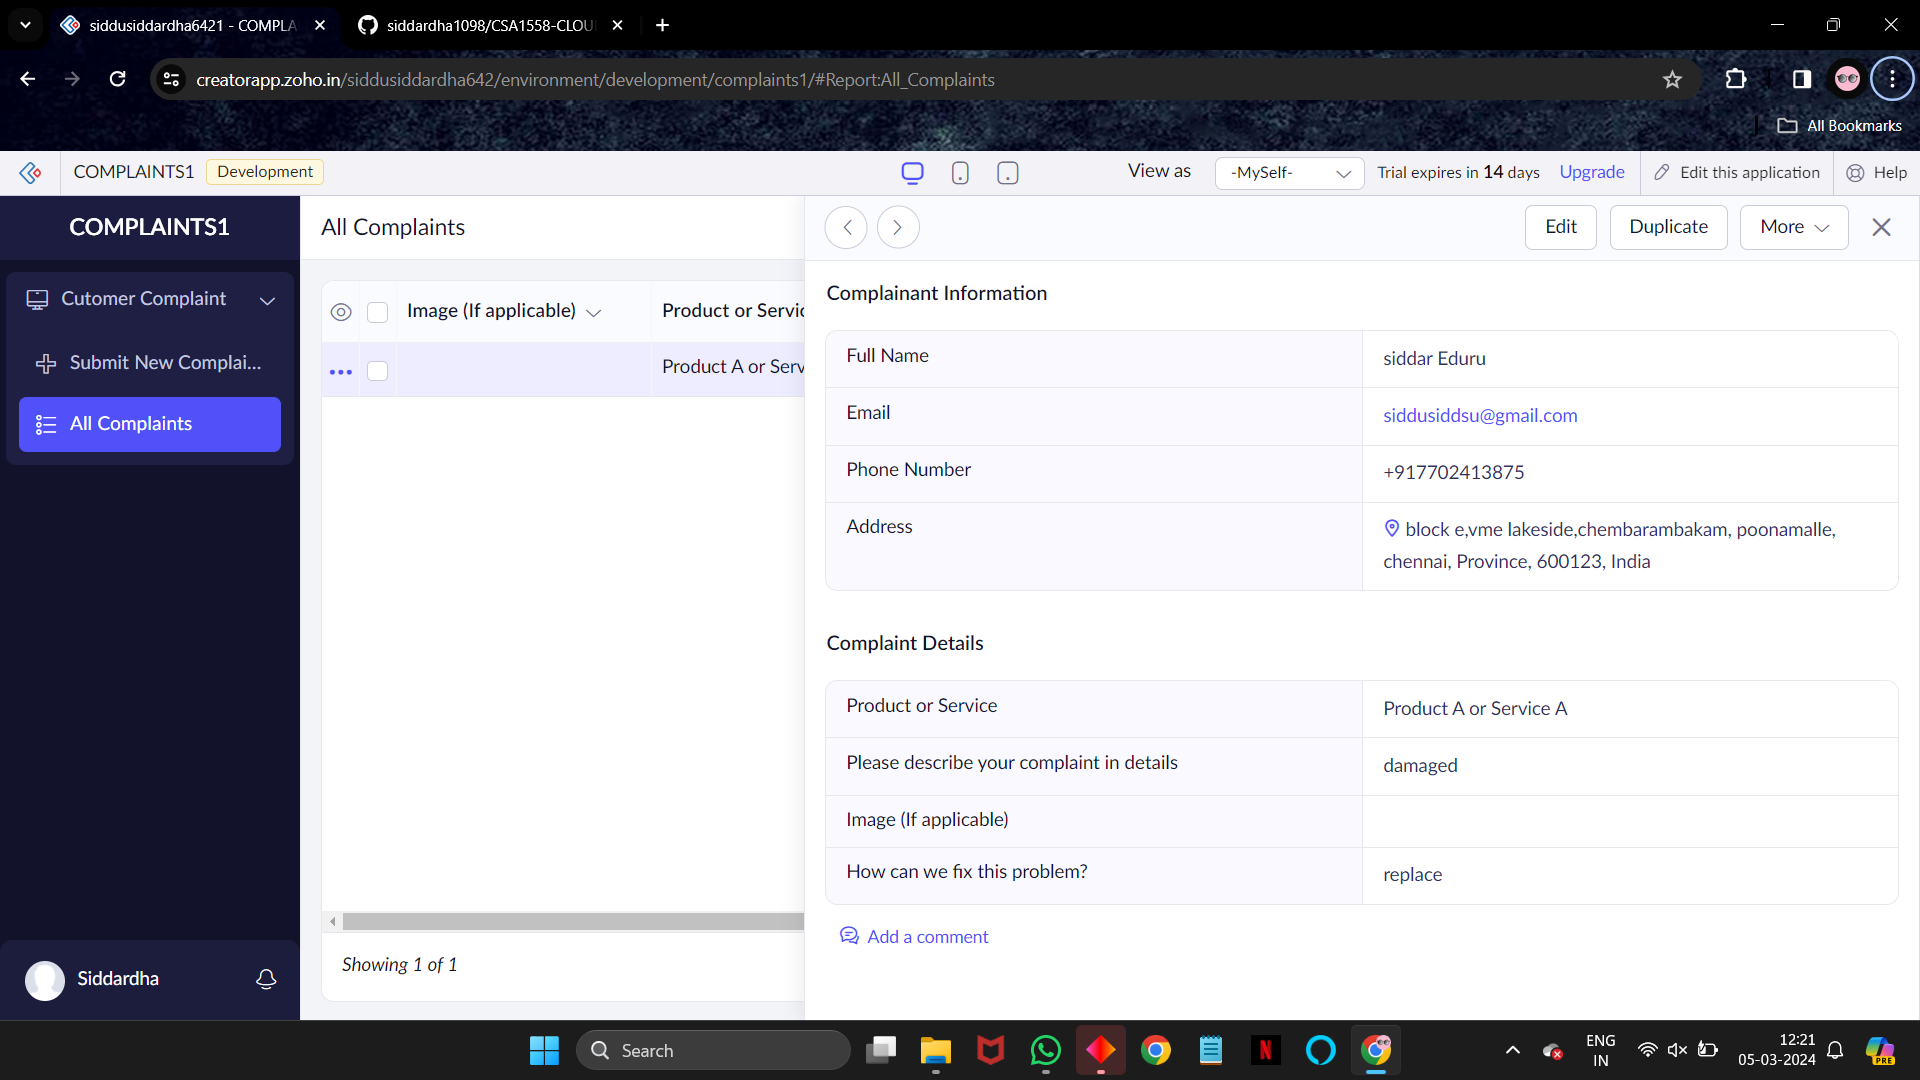 siddusiddardha6421 - COMPLA
siddardha1098/CSA1558-CLOU
creatorapp.zoho.in/siddusiddardha642/environment/development/complaints1/#Report:All_Complaints
All Bookmarks
COMPLAINTS1
Development
View as
-MySelf-
Trial expires in 14 days
Upgrade
Edit this application
Help
COMPLAINTS1
Cutomer Complaint
Submit New Complai...
All Complaints
Siddardha
All Complaints
Image (If applicable)
Product or Servic
Product A or Serv
Showing 1 of 1
Edit
Duplicate
More
Complainant Information
Full Name
siddar Eduru
Email
siddusiddsu@gmail.com
Phone Number
+917702413875
Address
block e,vme lakeside,chembarambakam, poonamalle,
chennai, Province, 600123, India
Complaint Details
Product or Service
Product A or Service A
Please describe your complaint in details
damaged
Image (If applicable)
How can we fix this problem?
replace
Add a comment
Search
N
ENG
IN
12:21
05-03-2024
PRE